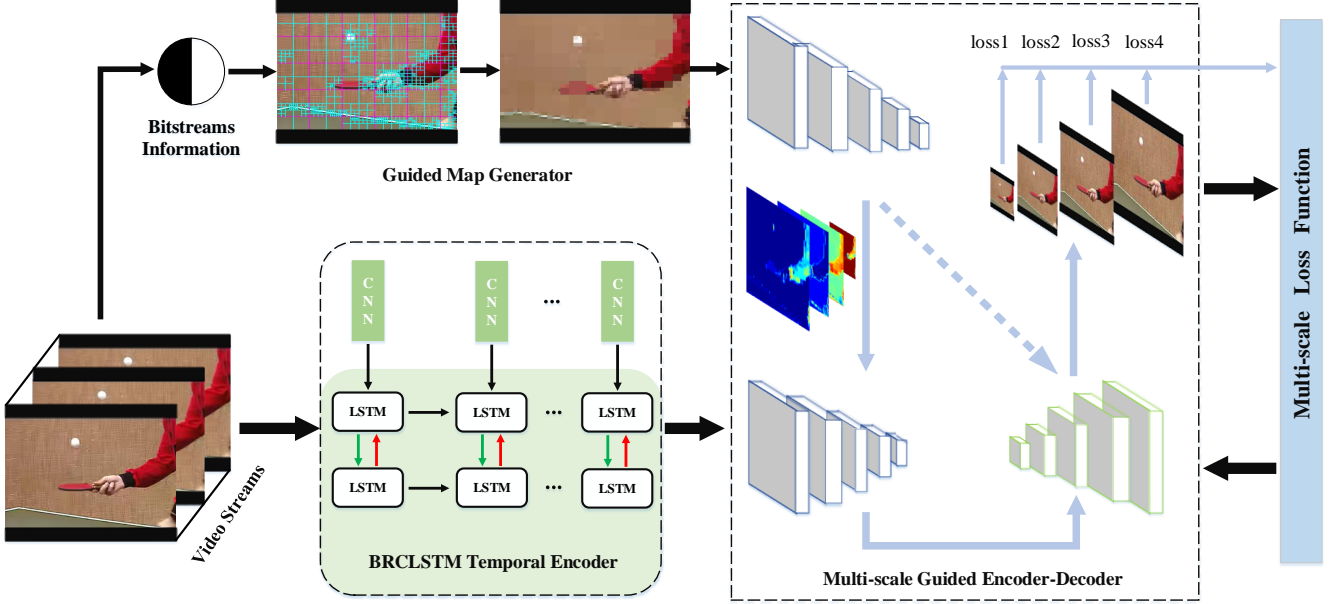 loss1
loss2
loss3
loss4
Bitstreams
Information
Guided Map Generator
C
N
N
C
N
N
...
C
N
N
LSTM
LSTM
...
LSTM
LSTM
LSTM
...
LSTM
BRCLSTM Temporal Encoder
Video Streams
Multi-scale Guided Encoder-Decoder
Multi-scale Loss Function